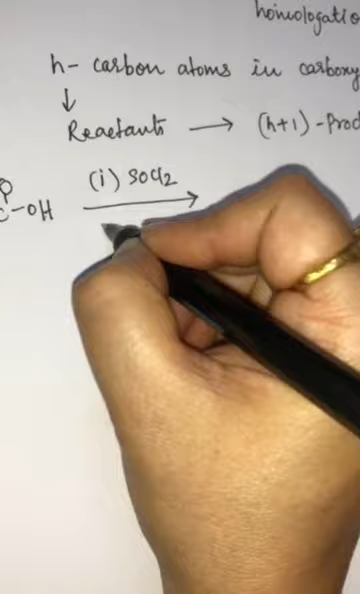 homologatio
n- carbon atoms in carboxy
↓
Reactants → (n+1)-Prod
(i) SOCl2
O
C-OH →